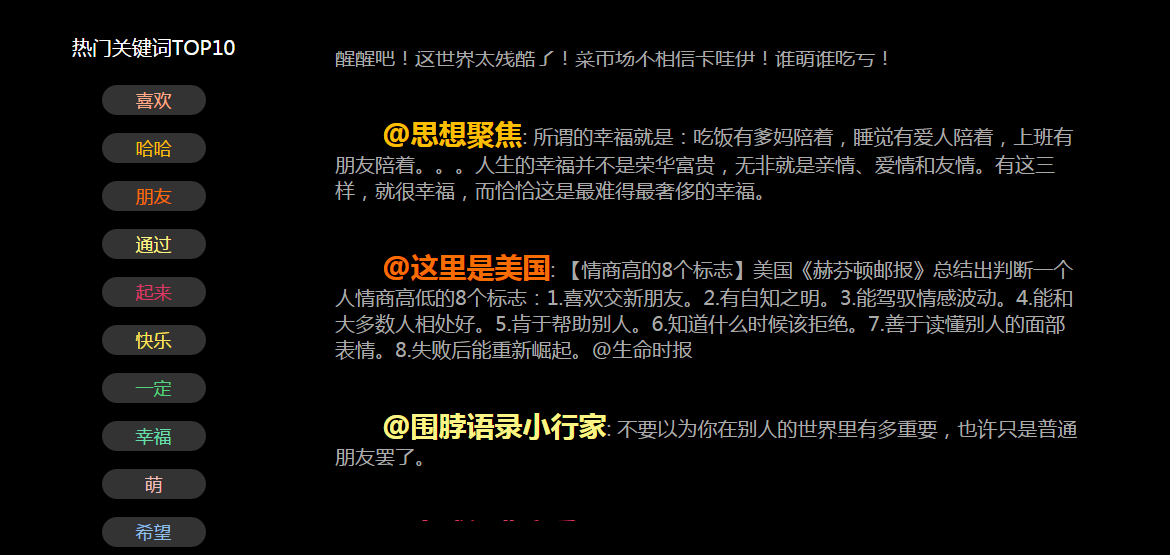 热门关键词TOP10
喜欢
哈哈
朋友
通过
起来
快乐
一定
幸福
萌
希望
醒醒吧！这世界太残酷了！菜市场不相信卡哇伊！谁萌谁吃亏！
@思想聚焦: 所谓的幸福就是：吃饭有爹妈陪着，睡觉有爱人陪着，上班有
朋友陪着。。。人生的幸福并不是荣华富贵，无非就是亲情、爱情和友情。有这三
样，就很幸福，而恰恰这是最难得最奢侈的幸福。
@这里是美国: 【情商高的8个标志】美国《赫芬顿邮报》总结出判断一个
人情商高低的8个标志：1.喜欢交新朋友。2.有自知之明。3.能驾驭情感波动。4.能和
大多数人相处好。5.肯于帮助别人。6.知道什么时候该拒绝。7.善于读懂别人的面部
表情。8.失败后能重新崛起。@生命时报
@围脖语录小行家: 不要以为你在别人的世界里有多重要，也许只是普通
朋友罢了。